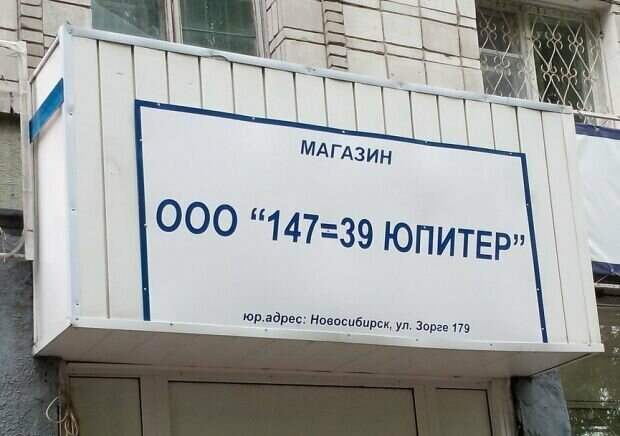 МАГАЗИН
ООО “147=39 ЮПИТЕР”
юр.адрес: Новосибирск, ул. Зорге 179